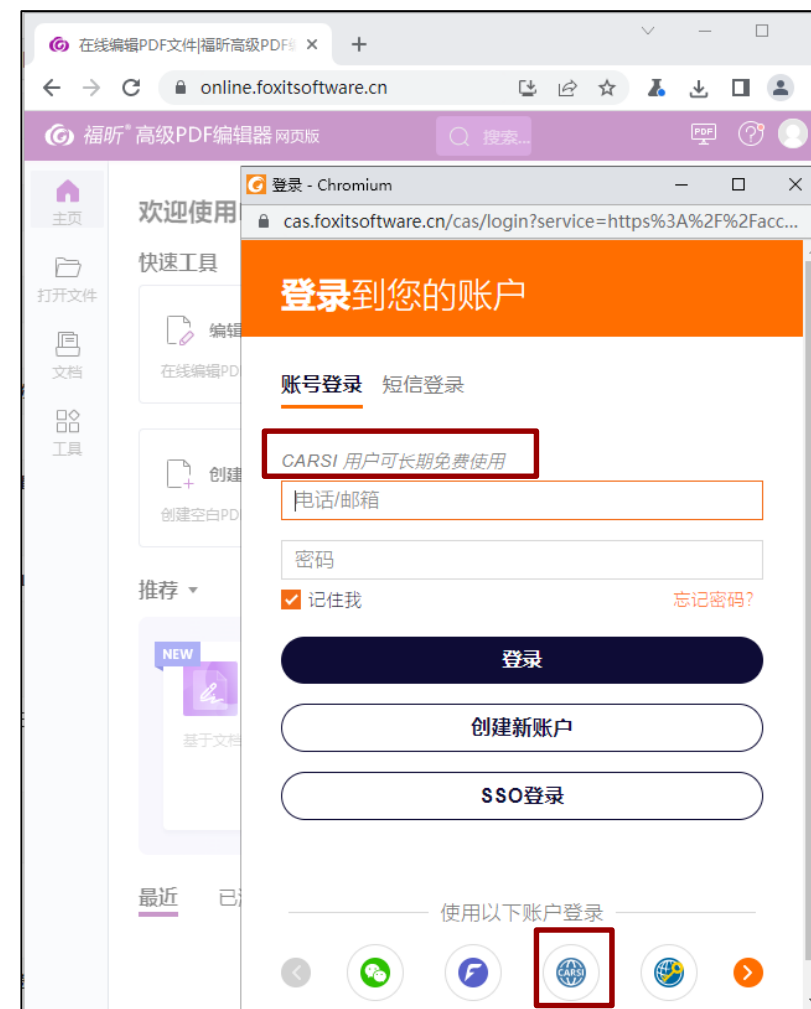 在线编辑PDF文件|福昕高级PDF
online.foxitsoftware.cn
福昕® 高级PDF编辑器 网页版
搜索...
PDF
主页
打开文件
文档
工具
欢迎使用
快速工具
编辑
在线编辑PD
创建
创建空白PD
推荐
NEW
基于文档
最近
登录 - Chromium
cas.foxitsoftware.cn/cas/login?service=https%3A%2F%2Facc...
登录到您的账户
账号登录 短信登录
CARSI 用户可长期免费使用
电话/邮箱
密码
记住我 忘记密码?
登录
创建新账户
SSO登录
使用以下账户登录
CARSI